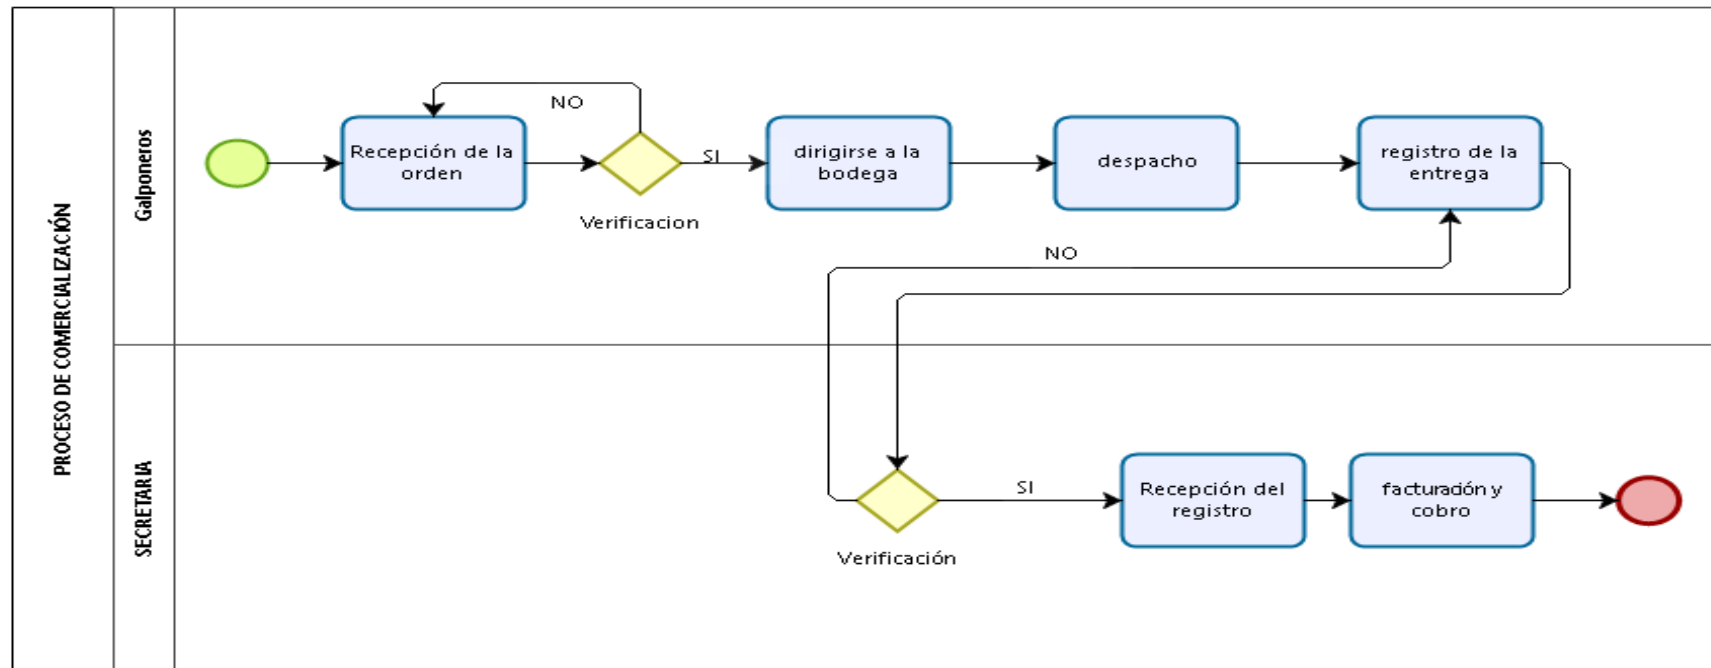 PROCESO DE COMERCIALIZACIÓN
Galponeros
NO
Recepción de la
orden
Verificacion
SI
dirigirse a la
bodega
despacho
registro de la
entrega
NO
SECRETARIA
Verificación
SI
Recepción del
registro
facturación y
cobro